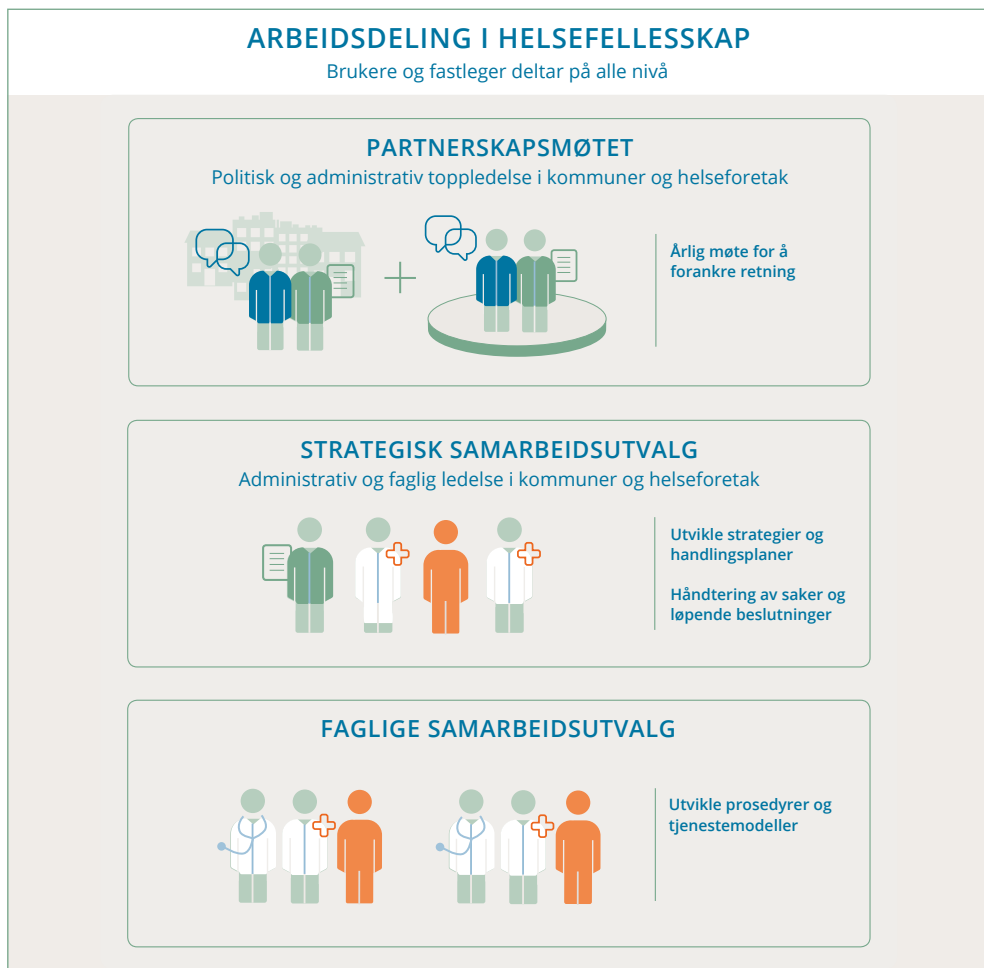 ARBEIDSDELING I HELSEFELLESSKAP
Brukere og fastleger deltar på alle nivå
PARTNERSKAPSMØTET
Politisk og administrativ toppledelse i kommuner og helseforetak
Årlig møte for å
forankre retning
STRATEGISK SAMARBEIDSUTVALG
Administrativ og faglig ledelse i kommuner og helseforetak
Utvikle strategier og
handlingsplaner
Håndtering av saker og
løpende beslutninger
FAGLIGE SAMARBEIDSUTVALG
Utvikle prosedyrer og
tjenestemodeller